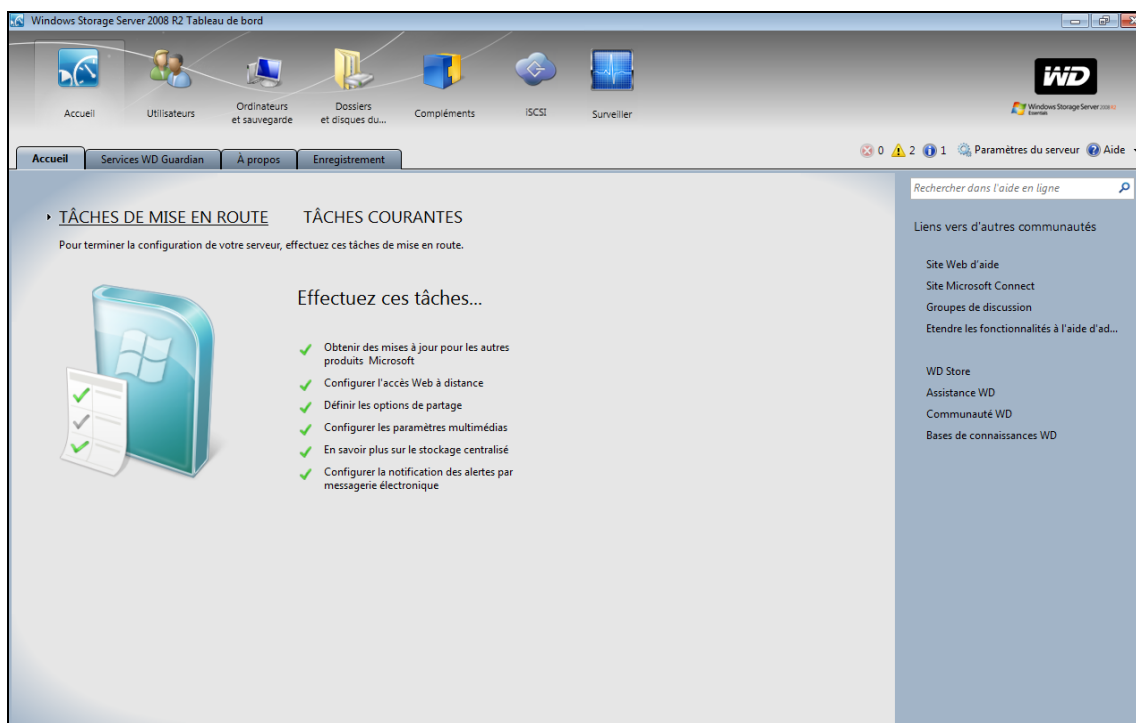 Windows Storage Server 2008 R2 Tableau de bord
Accueil
Utilisateurs
Ordinateurs
et sauvegarde
Dossiers
et disques du...
Compléments
iSCSI
Surveiller
WD
Windows Storage Server 2008 R2
Essentials
Accueil
Services WD Guardian
À propos
Enregistrement
0
2
1
Paramètres du serveur
Aide
TÂCHES DE MISE EN ROUTE
TÂCHES COURANTES
Pour terminer la configuration de votre serveur, effectuez ces tâches de mise en route.
Effectuez ces tâches...
Obtenir des mises à jour pour les autres
produits Microsoft
Configurer l'accès Web à distance
Définir les options de partage
Configurer les paramètres multimédias
En savoir plus sur le stockage centralisé
Configurer la notification des alertes par
messagerie électronique
Rechercher dans l'aide en ligne
Liens vers d'autres communautés
Site Web d'aide
Site Microsoft Connect
Groupes de discussion
Etendre les fonctionnalités à l'aide d'ad...
WD Store
Assistance WD
Communauté WD
Bases de connaissances WD